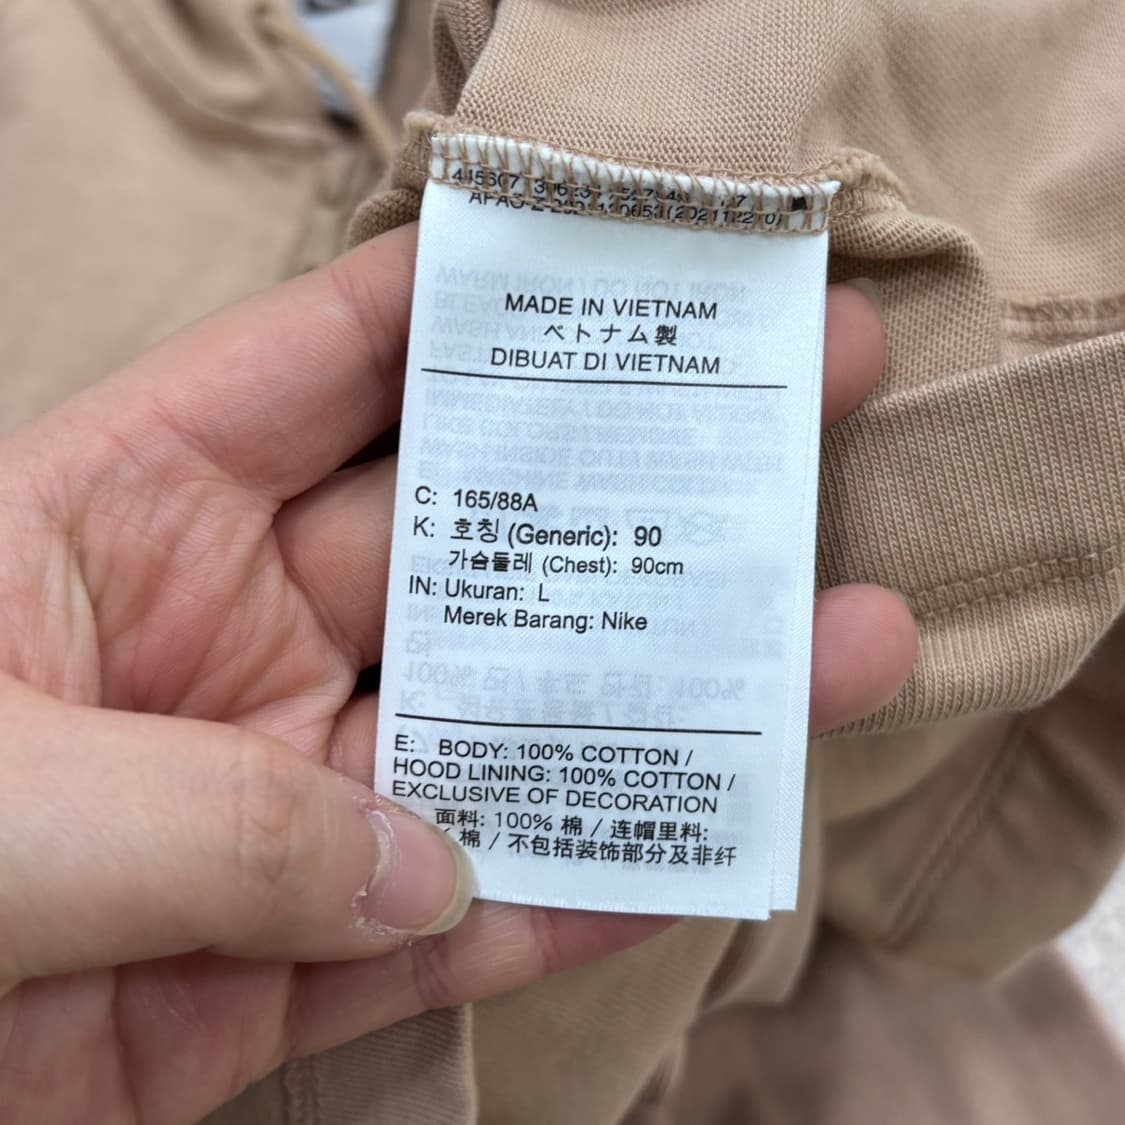 MADE IN VIETNAM
ベトナム製
DIBUAT DI VIETNAM
C: 165/88A
K: 호칭 (Generic): 90
가슴둘레 (Chest): 90cm
IN: Ukuran: L
Merek Barang: Nike
E: BODY: 100% COTTON /
HOOD LINING: 100% COTTON /
EXCLUSIVE OF DECORATION
面料: 100% 棉 / 连帽里料:
棉 / 不包括装饰部分及非纤